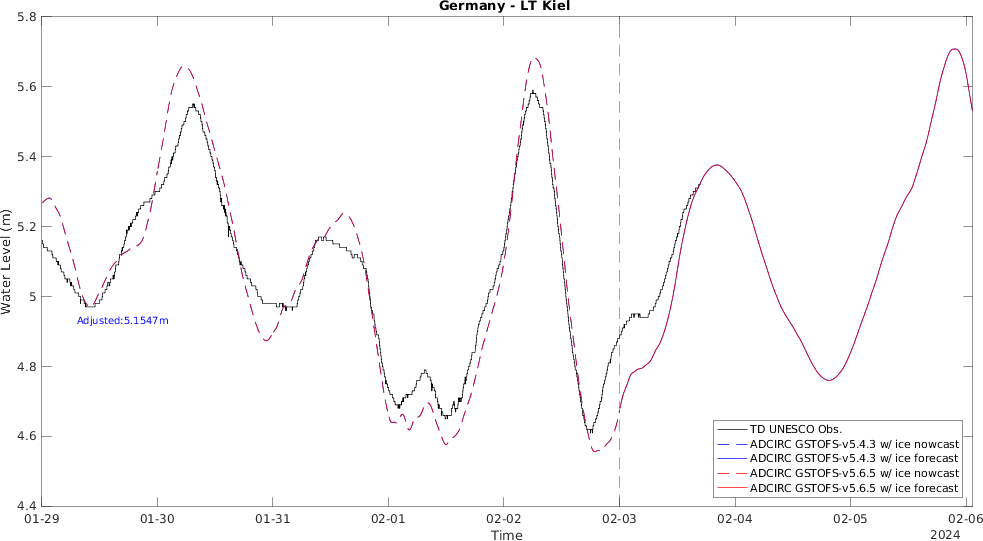 Germany - LT Kiel
5.8
5.6
5.4
5.2
5
4.8
4.6
4.4
Water Level (m)
Adjusted:5.1547m
TD UNESCO Obs.
ADCIRC GSTOFS-v5.4.3 w/ ice nowcast
ADCIRC GSTOFS-v5.4.3 w/ ice forecast
ADCIRC GSTOFS-v5.6.5 w/ ice nowcast
ADCIRC GSTOFS-v5.6.5 w/ ice forecast
01-29 01-30 01-31 02-01 02-02 02-03 02-04 02-05 02-06
Time
2024